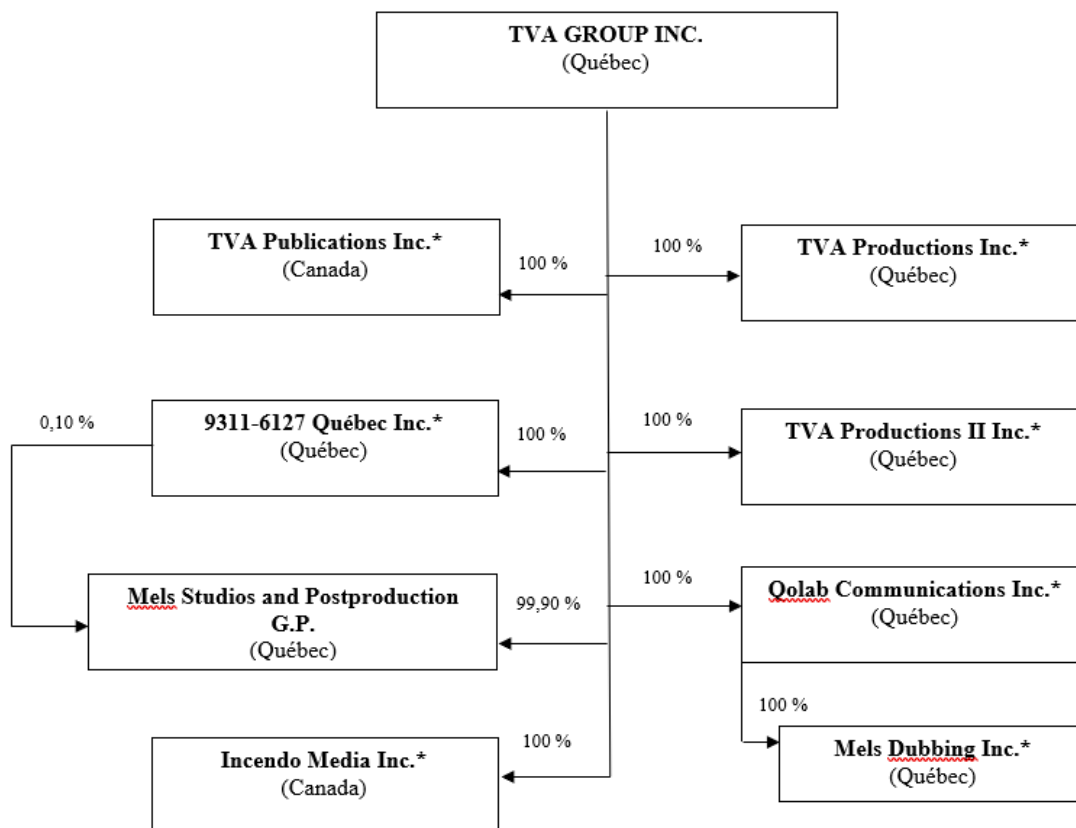 TVA GROUP INC.
(Québec)
TVA Publications Inc.*
(Canada)
100 %
100 %
TVA Productions Inc.*
(Québec)
0,10 %
9311-6127 Québec Inc.*
(Québec)
100 %
100 %
TVA Productions II Inc.*
(Québec)
Mels Studios and Postproduction
G.P.
(Québec)
99,90 %
100 %
Qolab Communications Inc.*
(Québec)
100 %
Mels Dubbing Inc.*
(Québec)
Incendo Media Inc.*
(Canada)
100 %